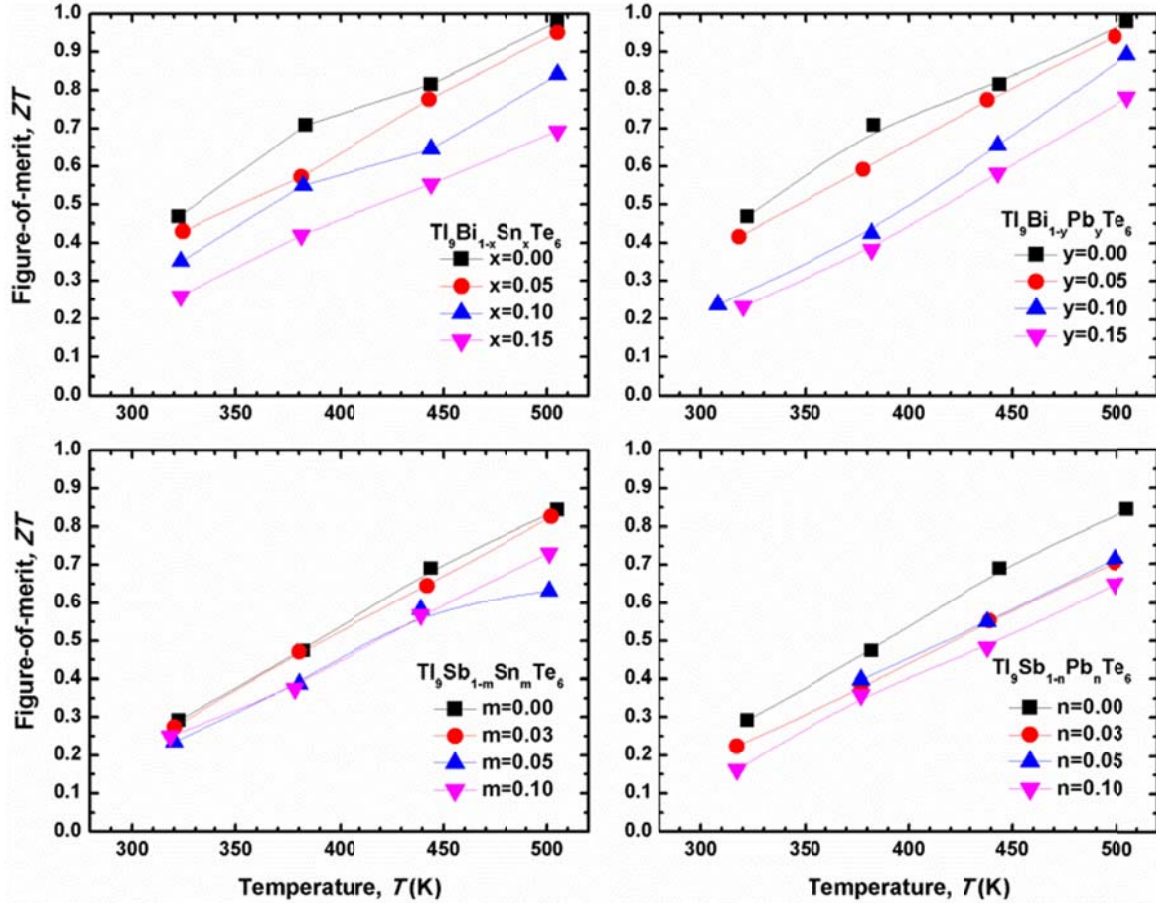 Figure-of-merit, ZT
1.0
0.9
0.8
0.7
0.6
0.5
0.4
0.3
0.2
0.1
0.0
300 350 400 450 500
Tl9Bi1-xSnxTe6
x=0.00
x=0.05
x=0.10
x=0.15
1.0
0.9
0.8
0.7
0.6
0.5
0.4
0.3
0.2
0.1
0.0
300 350 400 450 500
Tl9Bi1-yPbyTe6
y=0.00
y=0.05
y=0.10
y=0.15
Figure-of-merit, ZT
1.0
0.9
0.8
0.7
0.6
0.5
0.4
0.3
0.2
0.1
0.0
300 350 400 450 500
Tl9Sb1-mSnmTe6
m=0.00
m=0.03
m=0.05
m=0.10
Temperature, T(K)
1.0
0.9
0.8
0.7
0.6
0.5
0.4
0.3
0.2
0.1
0.0
300 350 400 450 500
Tl9Sb1-nPbnTe6
n=0.00
n=0.03
n=0.05
n=0.10
Temperature, T(K)